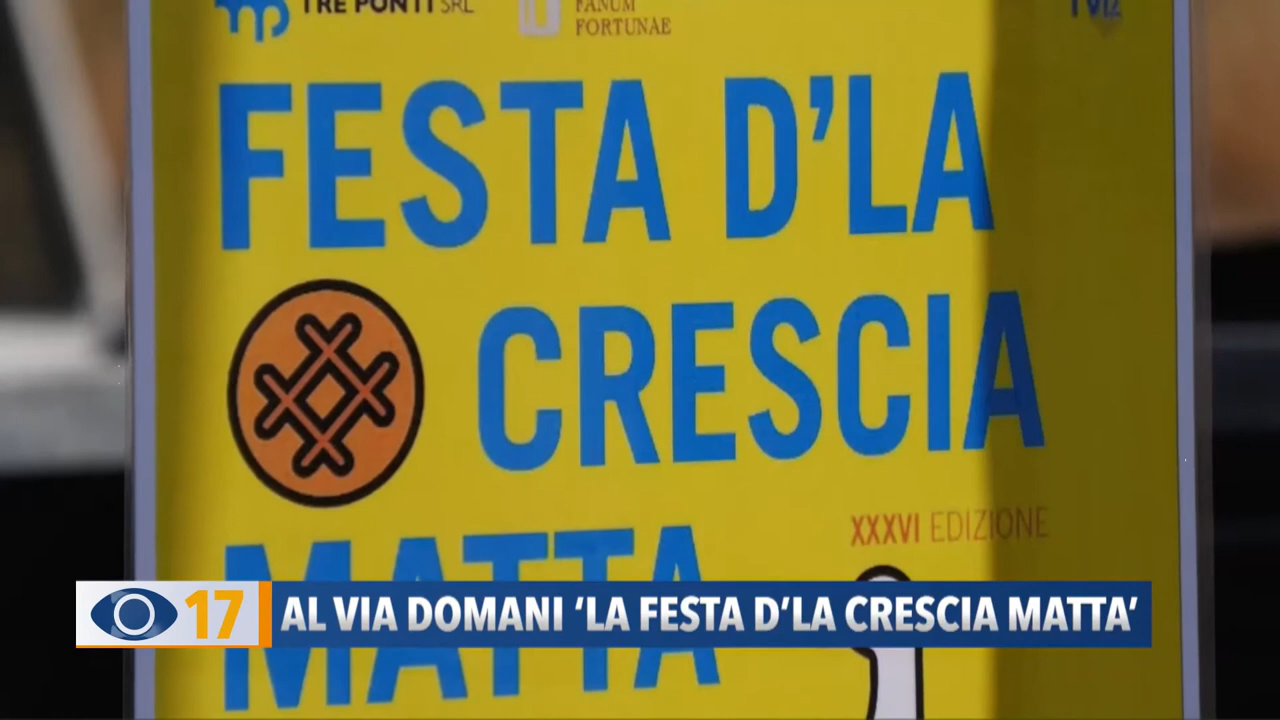 TRE PONTI SRL
FANUM
FORTUNAE
FESTA D'LA
CRESCIA
XXXVI EDIZIONE
MATTA
17
AL VIA DOMANI ‘LA FESTA D’LA CRESCIA MATTA’